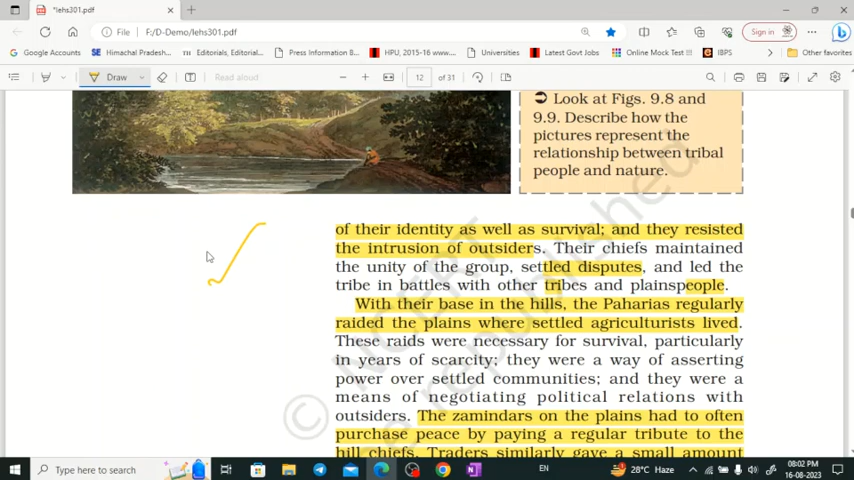 *lehs301.pdf
File
F:/D-Demo/lehs301.pdf
Sign in
Google Accounts
Himachal Pradesh...
Editorials, Editorial...
Press Information B...
HPU, 2015-16 www....
Outsiders
Latest Govt Jobs
Online Mock Test |...
IBPS
Other favorites
Draw
Read aloud
12
of 31
Look at Figs. 9.8 and
9.9. Describe how the
pictures represent the
relationship between tribal
people and nature.
of their identity as well as survival; and they resisted
the intrusion of outsiders. Their chiefs maintained
the unity of the group, settled disputes, and led the
tribe in battles with other tribes and plainspeople.
With their base in the hills, the Paharias regularly
raided the plains where settled agriculturists lived.
These raids were necessary for survival, particularly
in years of scarcity; they were a way of asserting
power over settled communities; and they were a
means of negotiating political relations with
outsiders. The zamindars on the plains had to often
purchase peace by paying a regular tribute to the
hill chiefs. Traders similarly gave a small amount
© NCERT
be republished
Type here to search
EN
28°C Haze
08:02 PM
16-08-2023